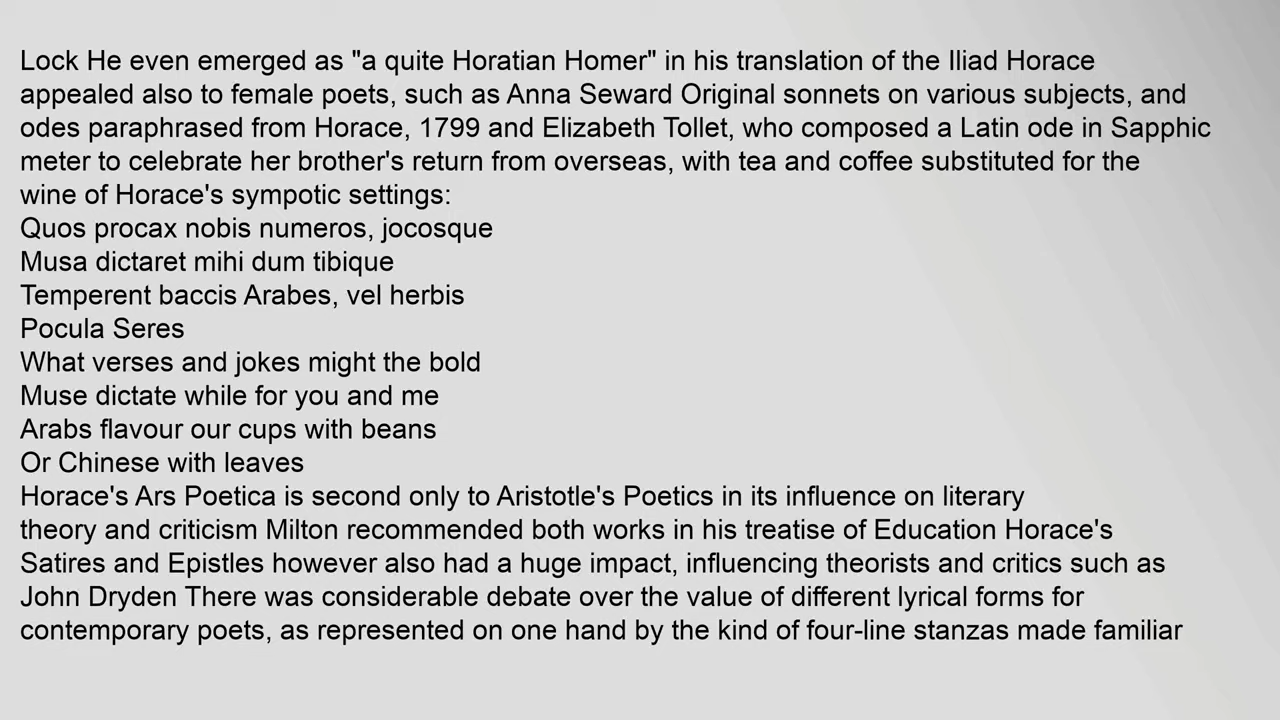 Lock He even emerged as "a quite Horatian Homer" in his translation of the Iliad Horace
appealed also to female poets, such as Anna Seward Original sonnets on various subjects, and
odes paraphrased from Horace, 1799 and Elizabeth Tollet, who composed a Latin ode in Sapphic
meter to celebrate her brother's return from overseas, with tea and coffee substituted for the
wine of Horace's sympotic settings:
Quos procax nobis numeros, jocosque
Musa dictaret mihi dum tibique
Temperent baccis Arabes, vel herbis
Pocula Seres
What verses and jokes might the bold
Muse dictate while for you and me
Arabs flavour our cups with beans
Or Chinese with leaves
Horace's Ars Poetica is second only to Aristotle's Poetics in its influence on literary
theory and criticism Milton recommended both works in his treatise of Education Horace's
Satires and Epistles however also had a huge impact, influencing theorists and critics such as
John Dryden There was considerable debate over the value of different lyrical forms for
contemporary poets, as represented on one hand by the kind of four-line stanzas made familiar